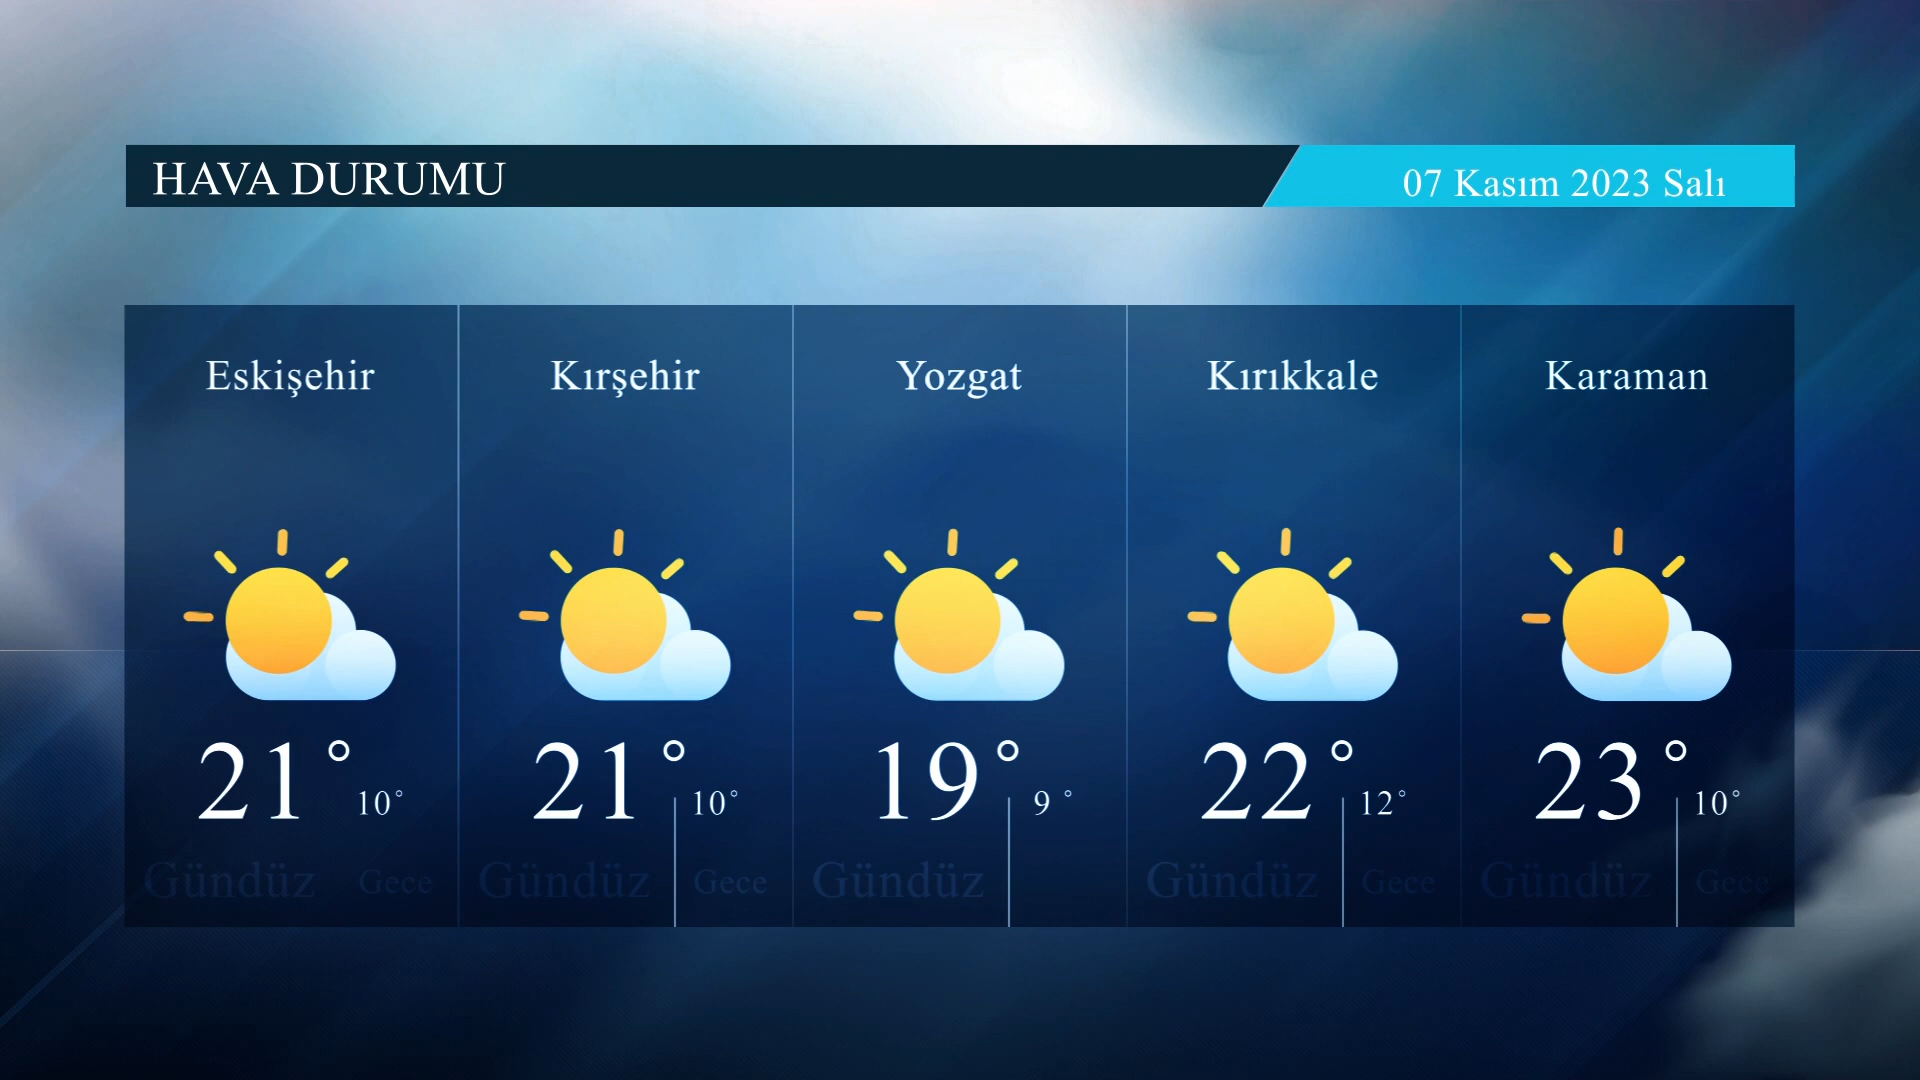 HAVA DURUMU
07 Kasım 2023 Salı
Eskişehir
21° 10°
Gündüz Gece
Kırşehir
21° 10°
Gündüz Gece
Yozgat
19° 9°
Gündüz
Kırıkkale
22° 12°
Gündüz Gece
Karaman
23° 10°
Gündüz Gece